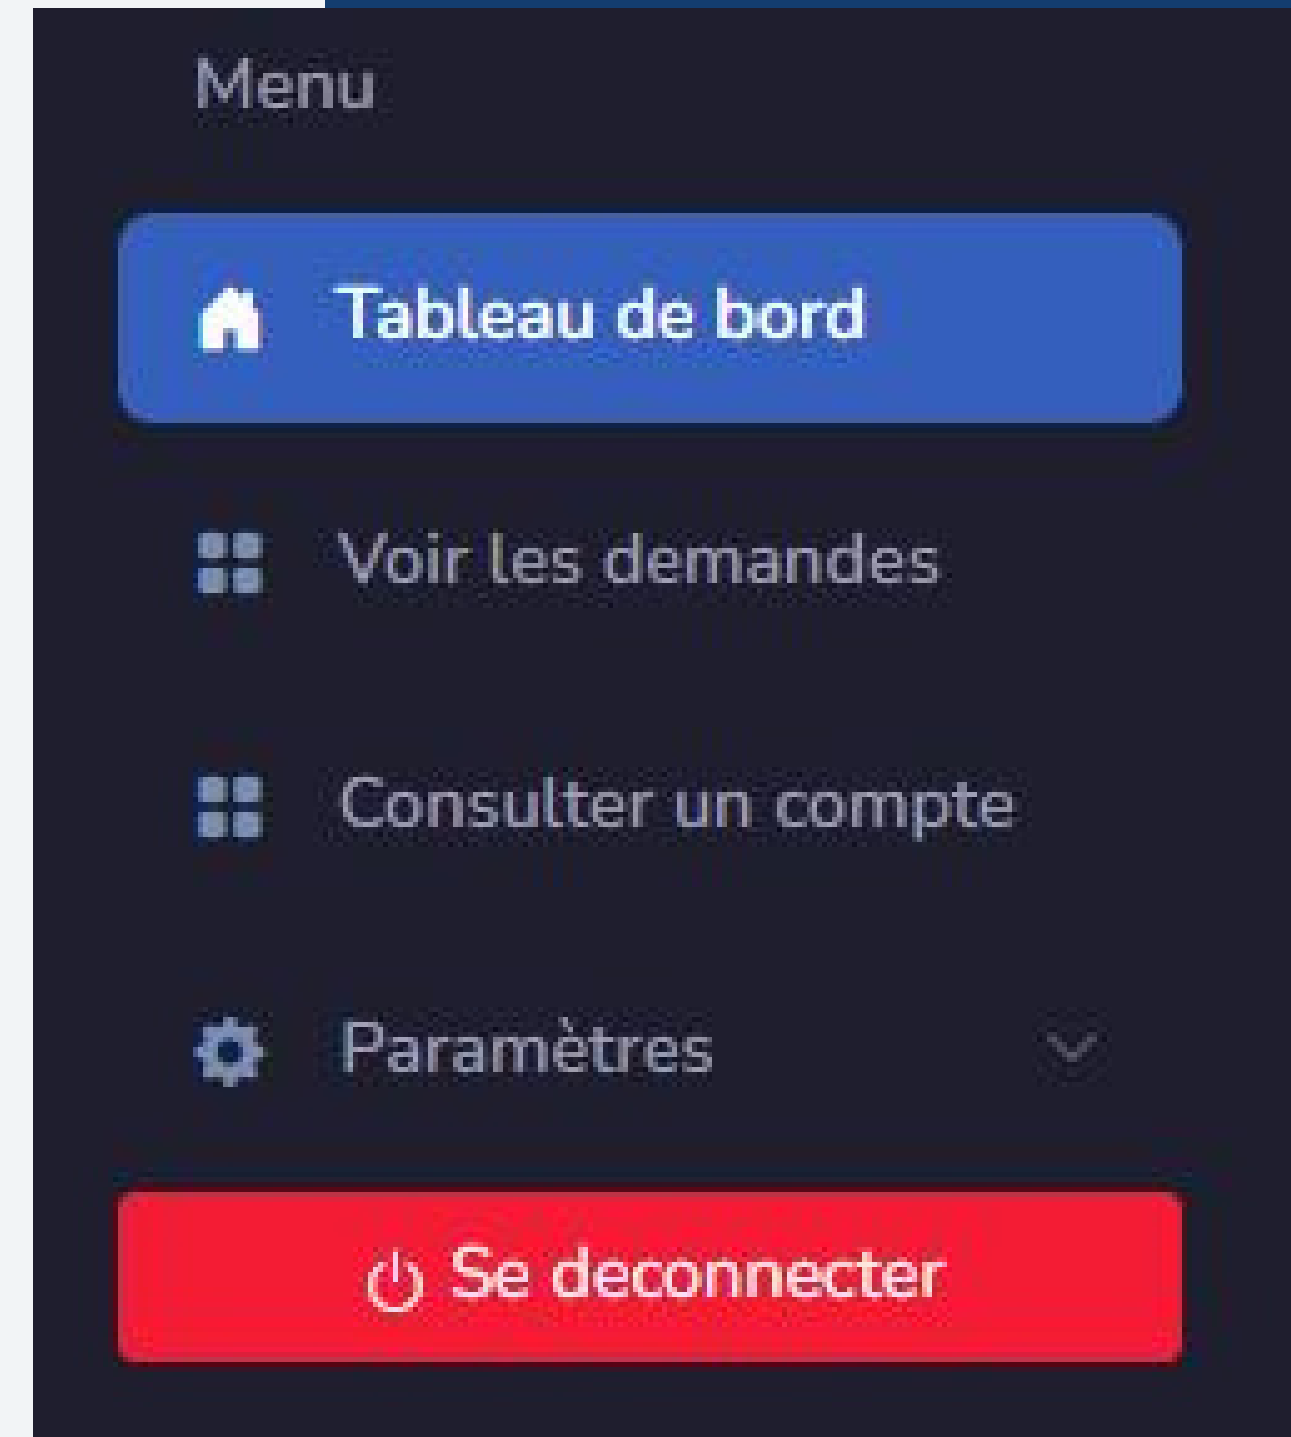 Menu
Tableau de bord
Voir les demandes
Consulter un compte
Paramètres
Se deconnecter